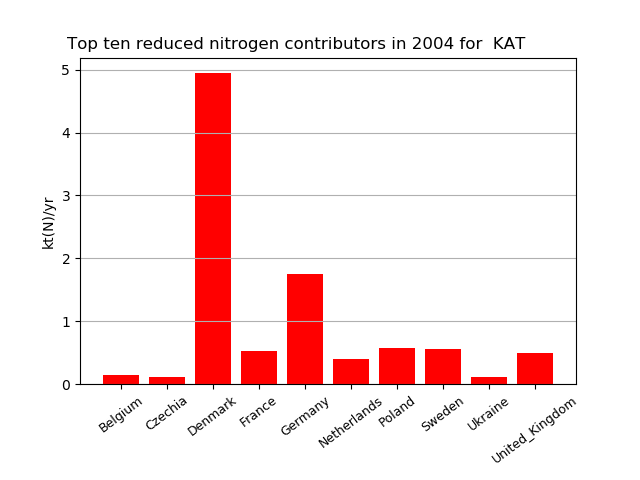 Top ten reduced nitrogen contributors in 2004 for  KAT
kt(N)/yr
5
4
3
2
1
0
Belgium
Czechia
Denmark
France
Germany
Netherlands
Poland
Sweden
Ukraine
United_Kingdom